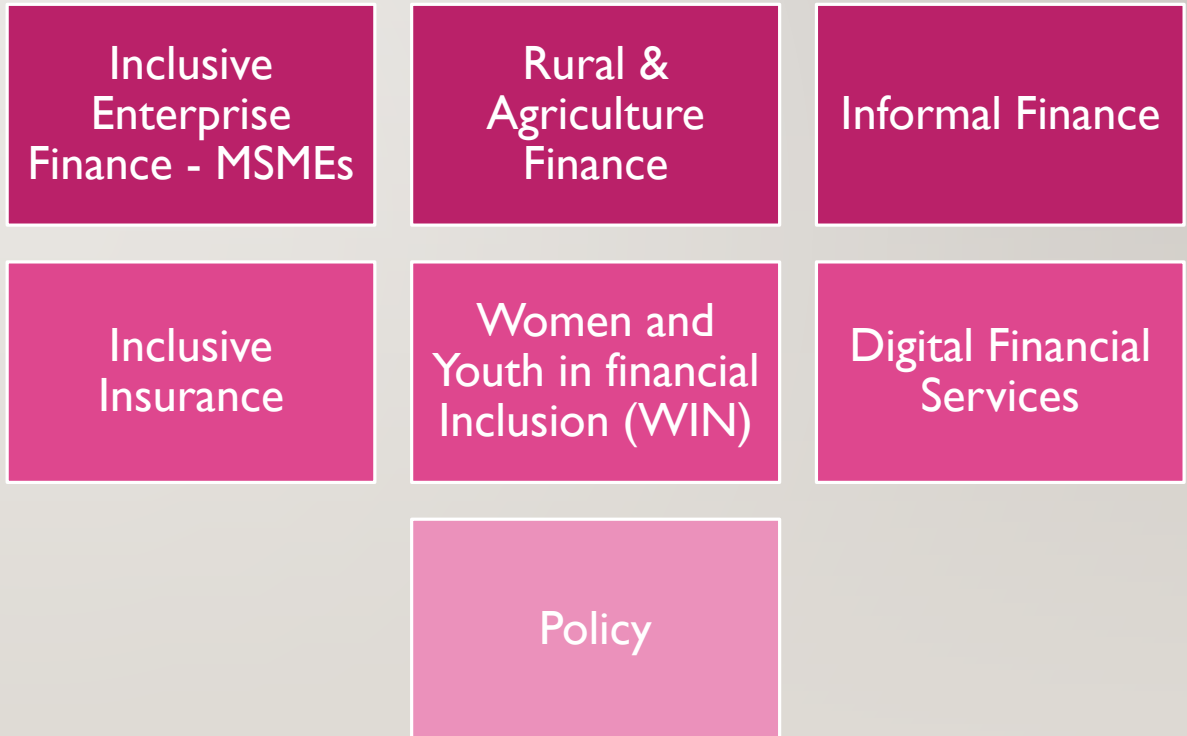 Inclusive
Enterprise
Finance - MSMEs
Rural &
Agriculture
Finance
Informal Finance
Inclusive
Insurance
Women and
Youth in financial
Inclusion (WIN)
Digital Financial
Services
Policy